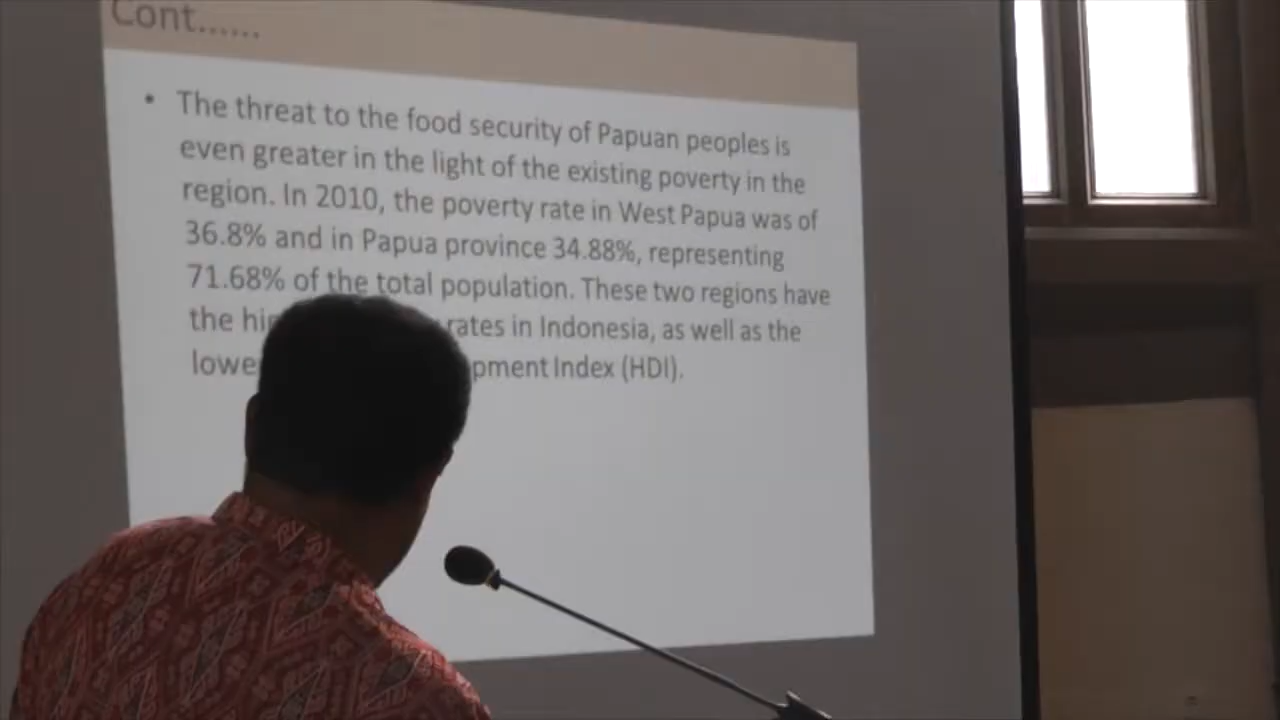 Cont......
• The threat to the food security of Papuan peoples is
even greater in the light of the existing poverty in the
region. In 2010, the poverty rate in West Papua was of
36.8% and in Papua province 34.88%, representing
71.68% of the total population. These two regions have
the rates in Indonesia, as well as the
Index (HDI).